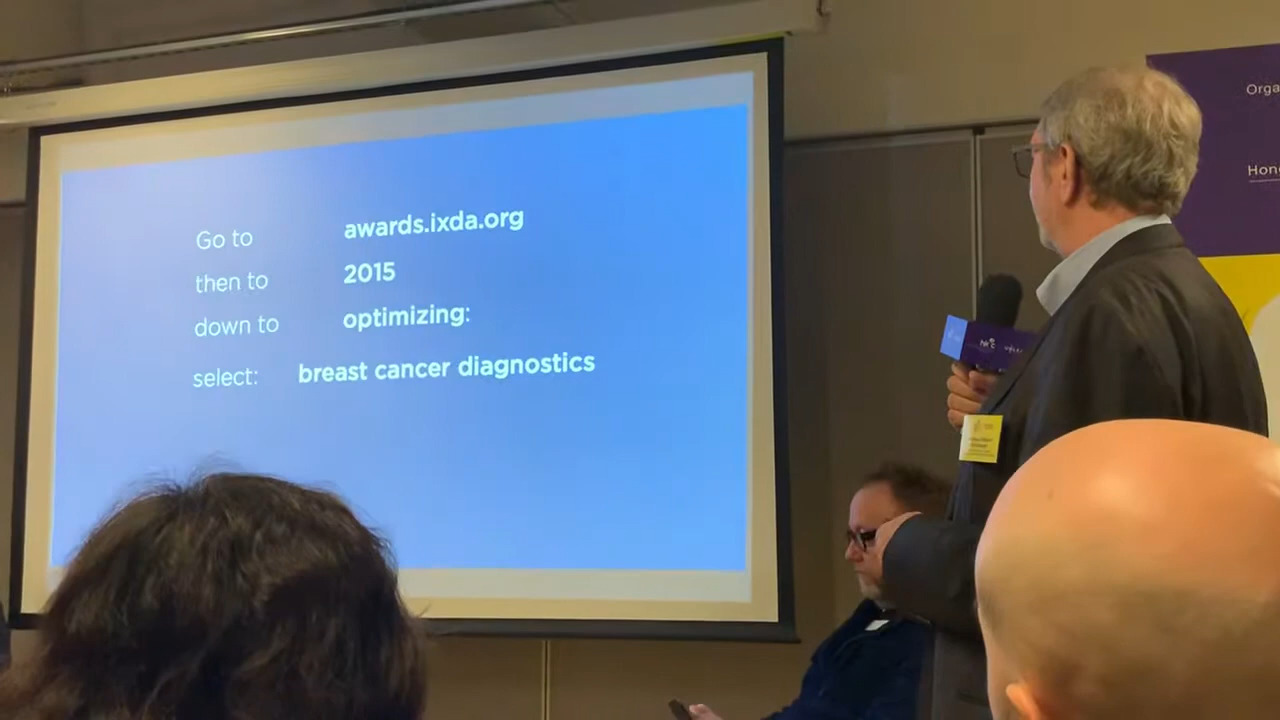 Go to awards.ixda.org
then to 2015
down to optimizing:
select: breast cancer diagnostics
Orga
Hon